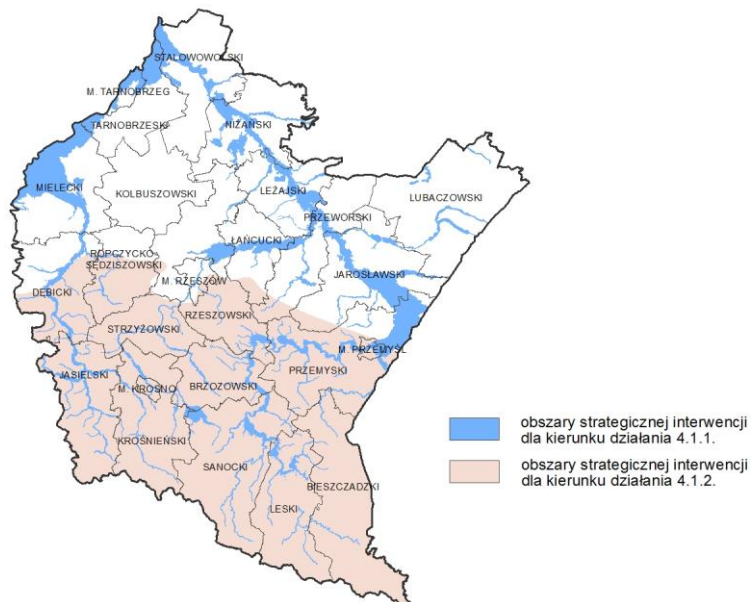 STALOWOWOLSKI
M. TARNOBRZEG
TARNOBRZESKI
NIŻAŃSKI
MIELECKI
KOLBUSZOWSKI
LEŻAJSKI
LUBACZOWSKI
PRZEWORSKI
ŁAŃCUCKI
ROPCZYCKO
SĘDZISZOWSKI
JAROSŁAWSKI
M. RZESZÓW
DĘBICKI
RZESZOWSKI
STRZYŻOWSKI
M. PRZEMYŚL
PRZEMYSKI
JASIELSKI
M. KROSNO
BRZOZOWSKI
KROŚNIEŃSKI
SANOCKI
BIESZCZADZKI
LESKI
obszary strategicznej interwencji
dla kierunku działania 4.1.1.
obszary strategicznej interwencji
dla kierunku działania 4.1.2.